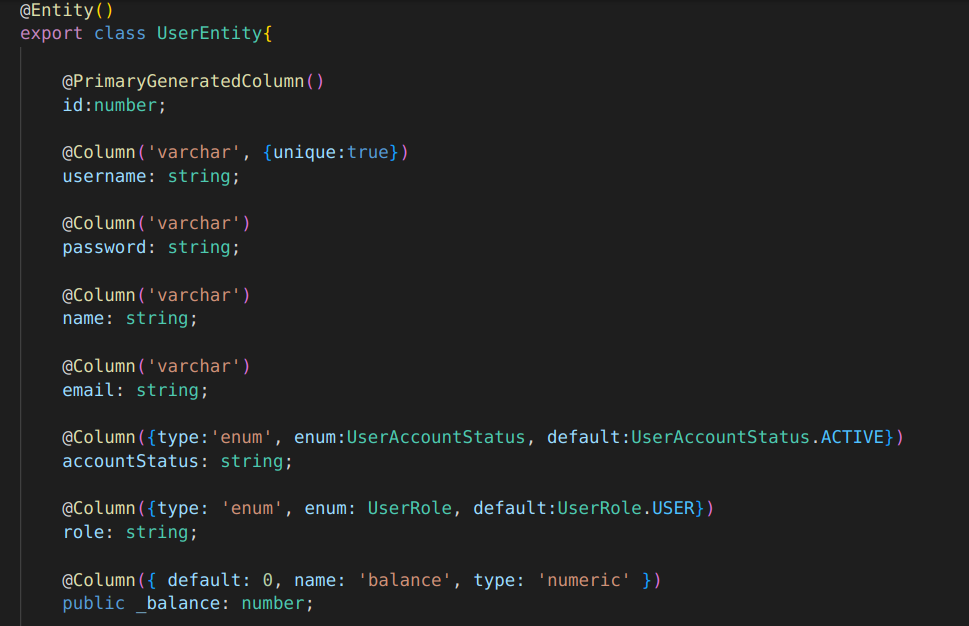 @Entity()
export class UserEntity{
@PrimaryGeneratedColumn()
id:number;
@Column('varchar', {unique:true})
username: string;
@Column('varchar')
password: string;
@Column('varchar')
name: string;
@Column('varchar')
email: string;
@Column({type:'enum', enum:UserAccountStatus, default:UserAccountStatus.ACTIVE})
accountStatus: string;
@Column({type: 'enum', enum: UserRole, default:UserRole.USER})
role: string;
@Column({ default: 0, name: 'balance', type: 'numeric' })
public _balance: number;